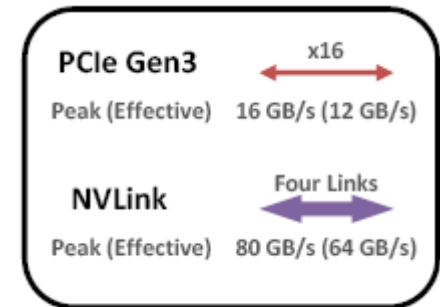 PCIe Gen3 x16
Peak (Effective) 16 GB/s (12 GB/s)
NVLink Four Links
Peak (Effective) 80 GB/s (64 GB/s)